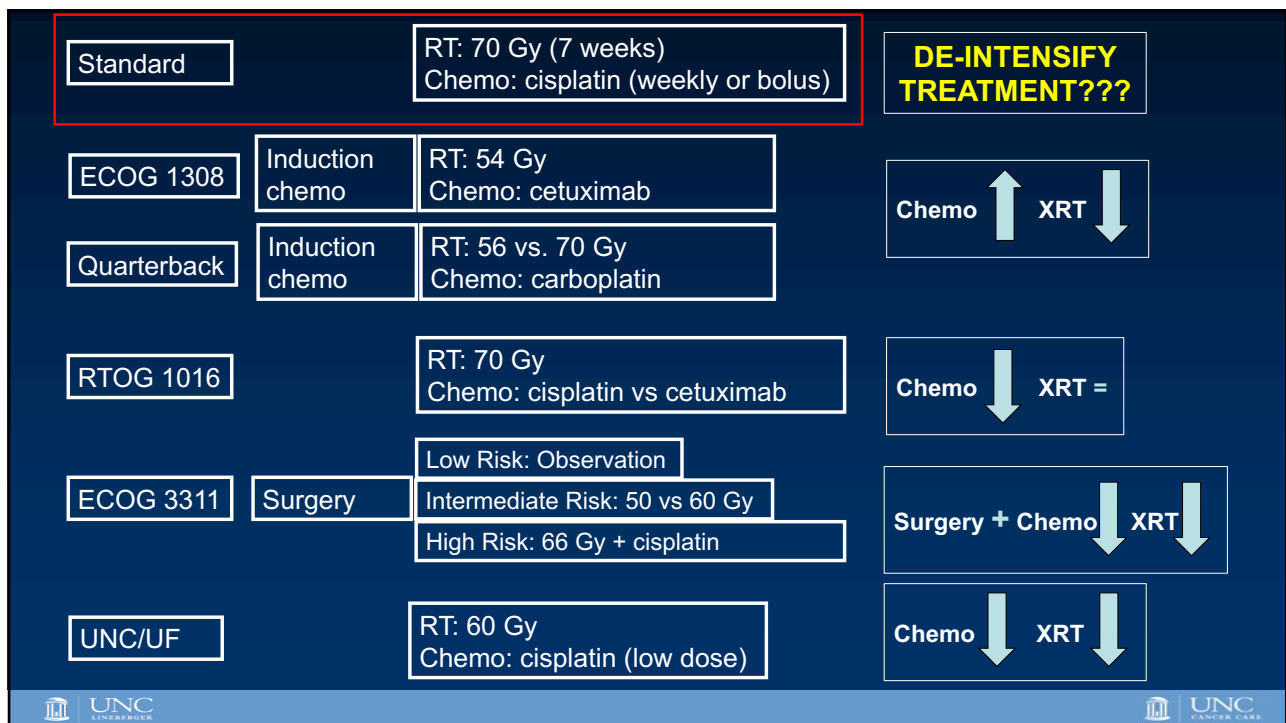 Standard
RT: 70 Gy (7 weeks)
Chemo: cisplatin (weekly or bolus)
DE-INTENSIFY
TREATMENT???
ECOG 1308
Induction
chemo
RT: 54 Gy
Chemo: cetuximab
Chemo XRT
Quarterback
Induction
chemo
RT: 56 vs. 70 Gy
Chemo: carboplatin
RTOG 1016
RT: 70 Gy
Chemo: cisplatin vs cetuximab
Chemo XRT =
ECOG 3311
Surgery
Low Risk: Observation
Intermediate Risk: 50 vs 60 Gy
High Risk: 66 Gy + cisplatin
Surgery + Chemo XRT
UNC/UF
RT: 60 Gy
Chemo: cisplatin (low dose)
Chemo XRT
UNC
LINEBERGER
UNC
CANCER CARE